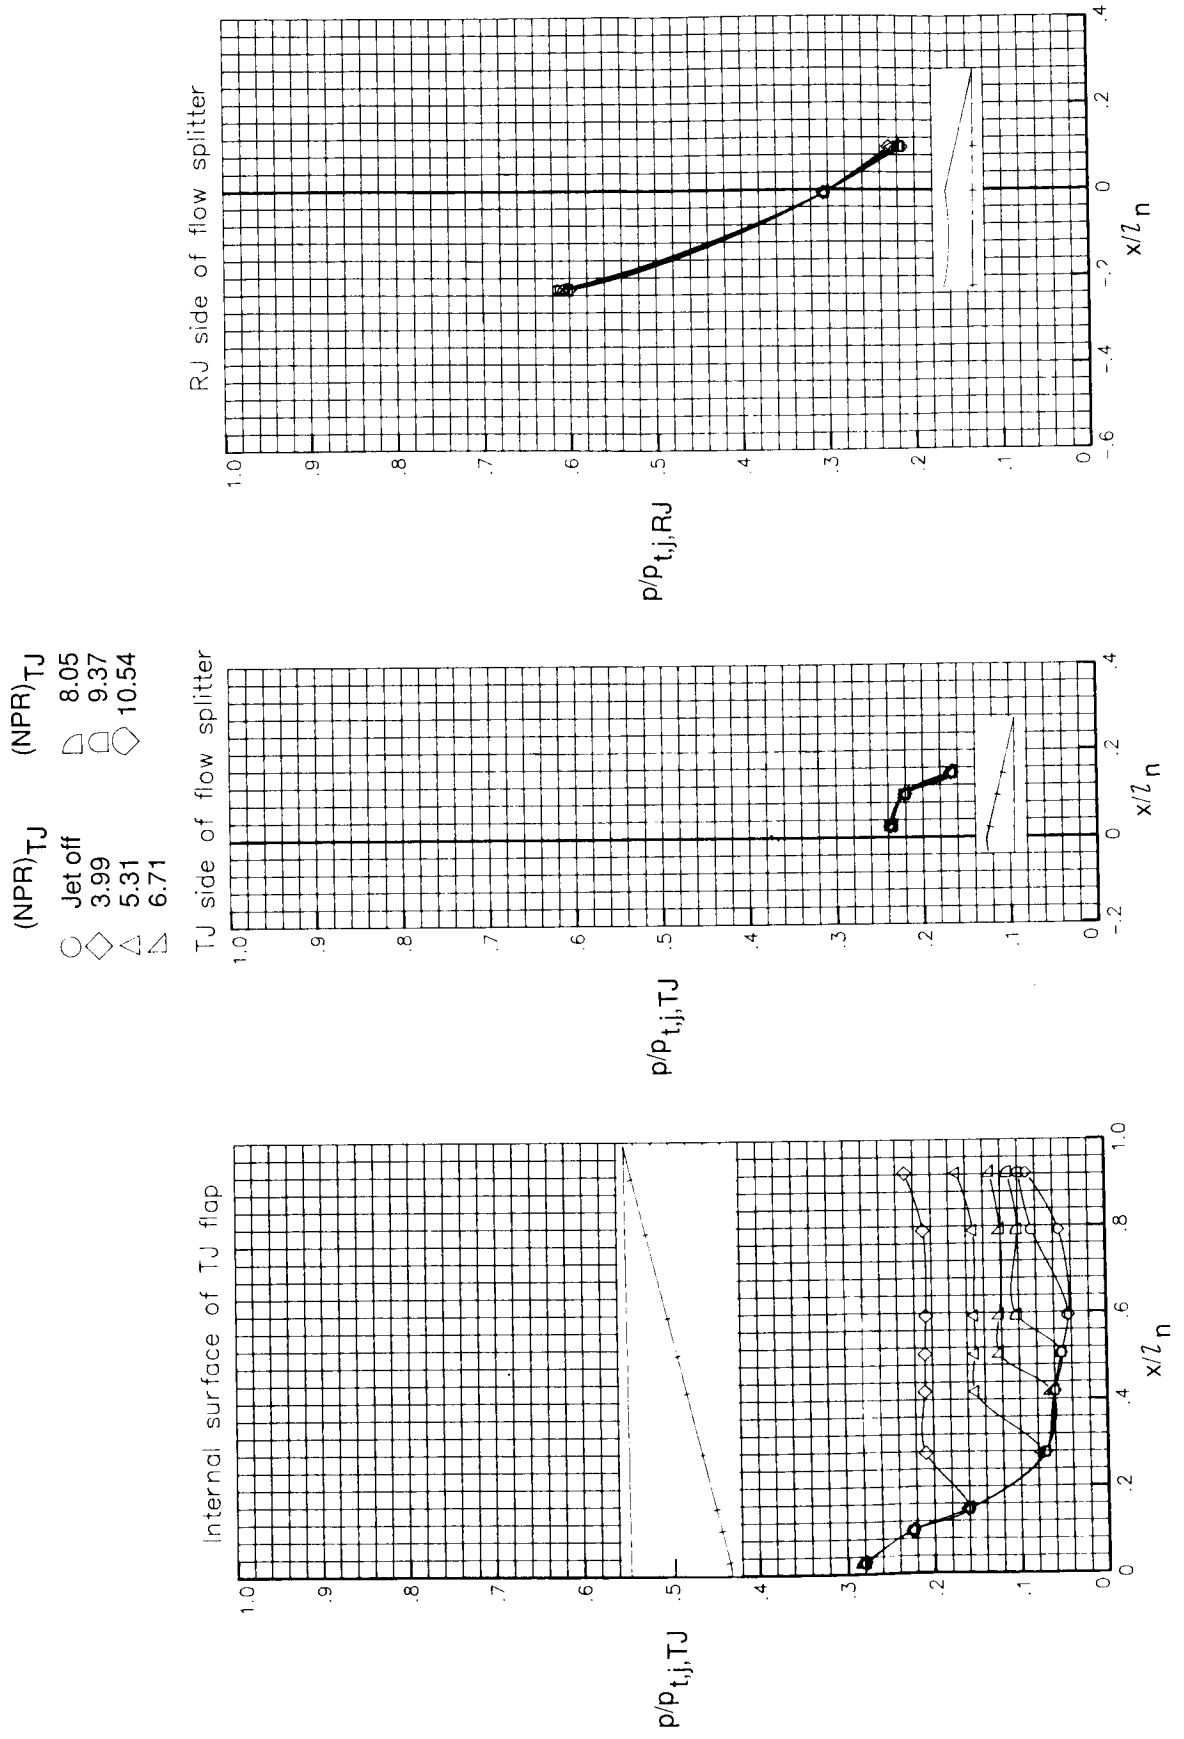 (NPR)TJ (NPR)TJ
Jet off 8.05
3.99 9.37
5.31 10.54
6.71
Internal surface of TJ flap
1.0
.9
.8
.7
.6
.5
.4
.3
.2
.1
0
p/pt,j,TJ
0 .2 .4 .6 .8 1.0
x/ln
TJ side of flow splitter
1.0
.9
.8
.7
.6
.5
.4
.3
.2
.1
0
p/pt,j,TJ
-.2 0 .2 .4
x/ln
RJ side of flow splitter
1.0
.9
.8
.7
.6
.5
.4
.3
.2
.1
0
p/pt,j,RJ
-.6 -.4 -.2 0 .2 .4
x/ln